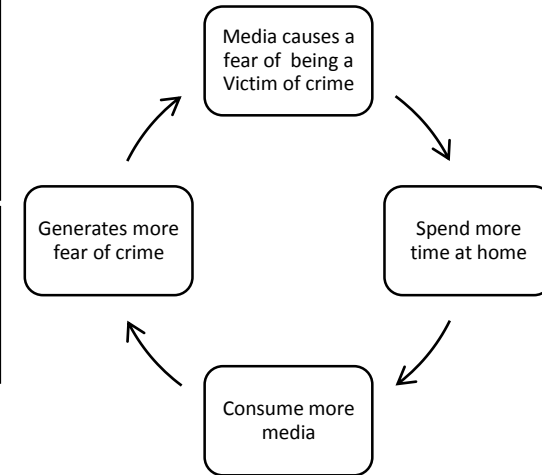 Media causes a
fear of being a
Victim of crime
Spend more
time at home
Consume more
media
Generates more
fear of crime